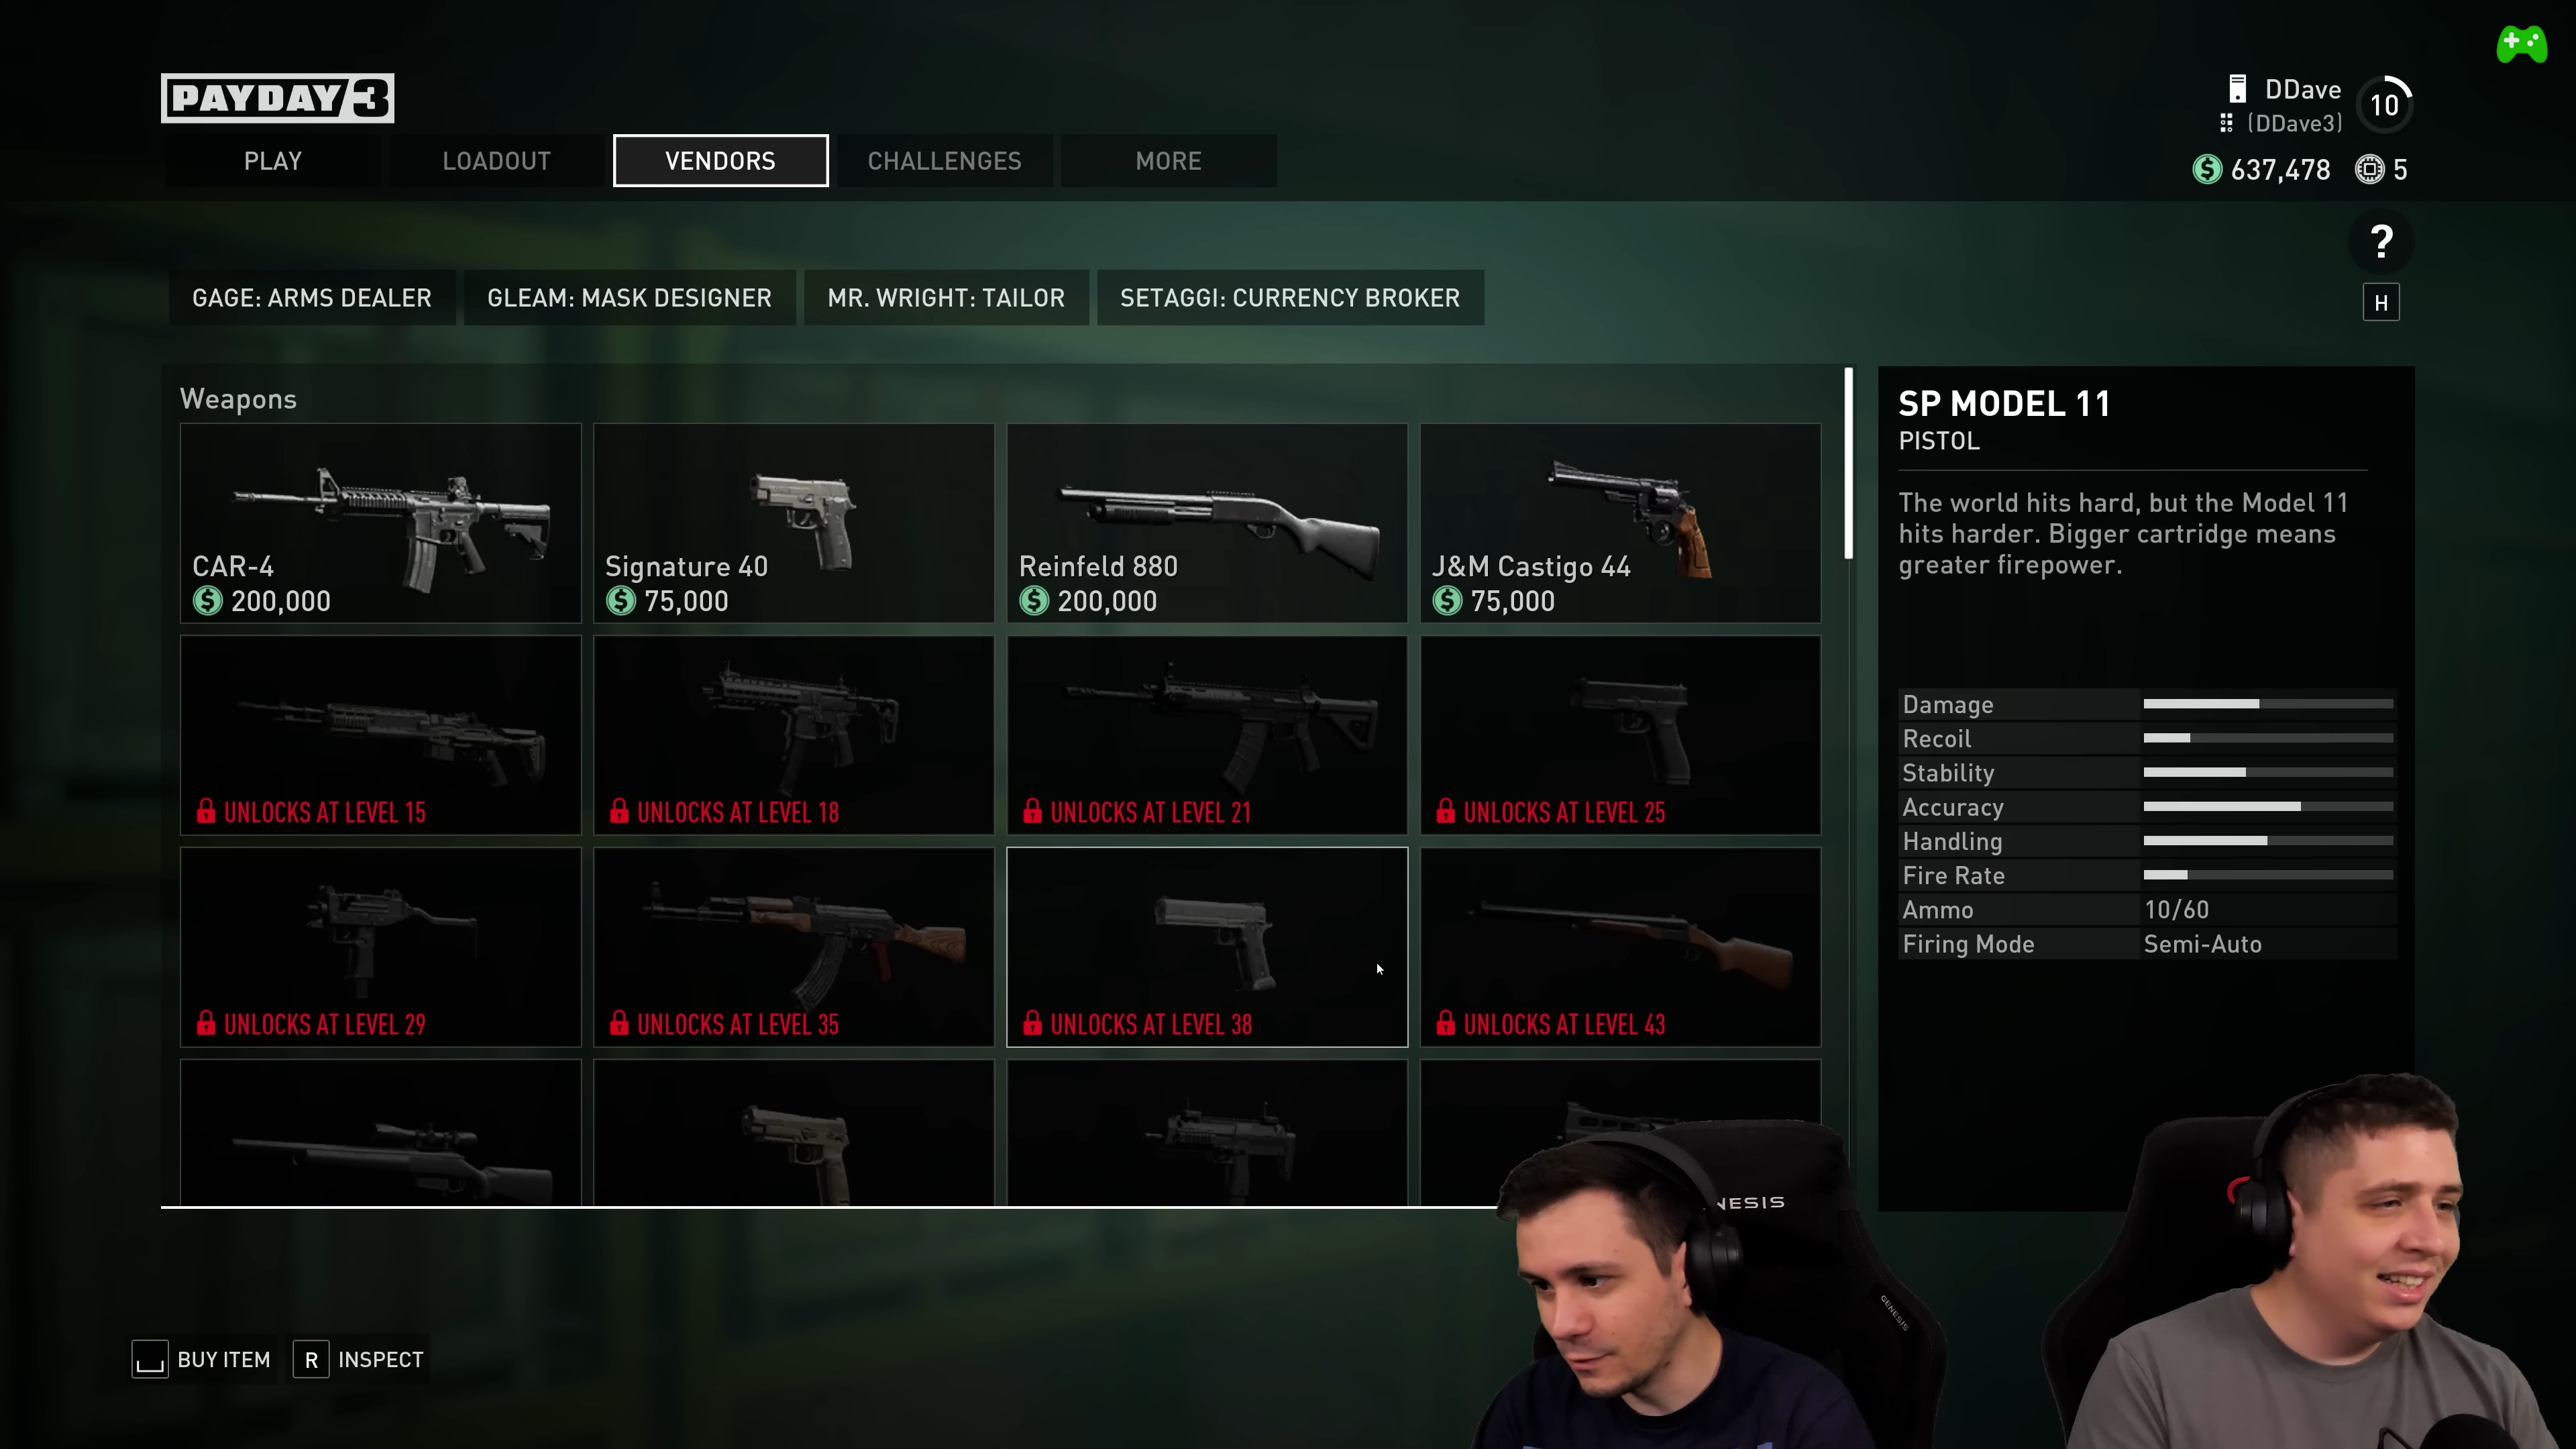 PAYDAY 3
DDave
(DDave3)
10
637,478
5
PLAY
LOADOUT
VENDORS
CHALLENGES
MORE
?
H
GAGE: ARMS DEALER
GLEAM: MASK DESIGNER
MR. WRIGHT: TAILOR
SETAGGI: CURRENCY BROKER
Weapons
CAR-4
$ 200,000
Signature 40
$ 75,000
Reinfeld 880
$ 200,000
J&M Castigo 44
$ 75,000
UNLOCKS AT LEVEL 15
UNLOCKS AT LEVEL 18
UNLOCKS AT LEVEL 21
UNLOCKS AT LEVEL 25
UNLOCKS AT LEVEL 29
UNLOCKS AT LEVEL 35
UNLOCKS AT LEVEL 38
UNLOCKS AT LEVEL 43
SP MODEL 11
PISTOL
The world hits hard, but the Model 11
hits harder. Bigger cartridge means
greater firepower.
Damage
Recoil
Stability
Accuracy
Handling
Fire Rate
Ammo 10/60
Firing Mode Semi-Auto
NESIS
GENESIS
BUY ITEM
R INSPECT